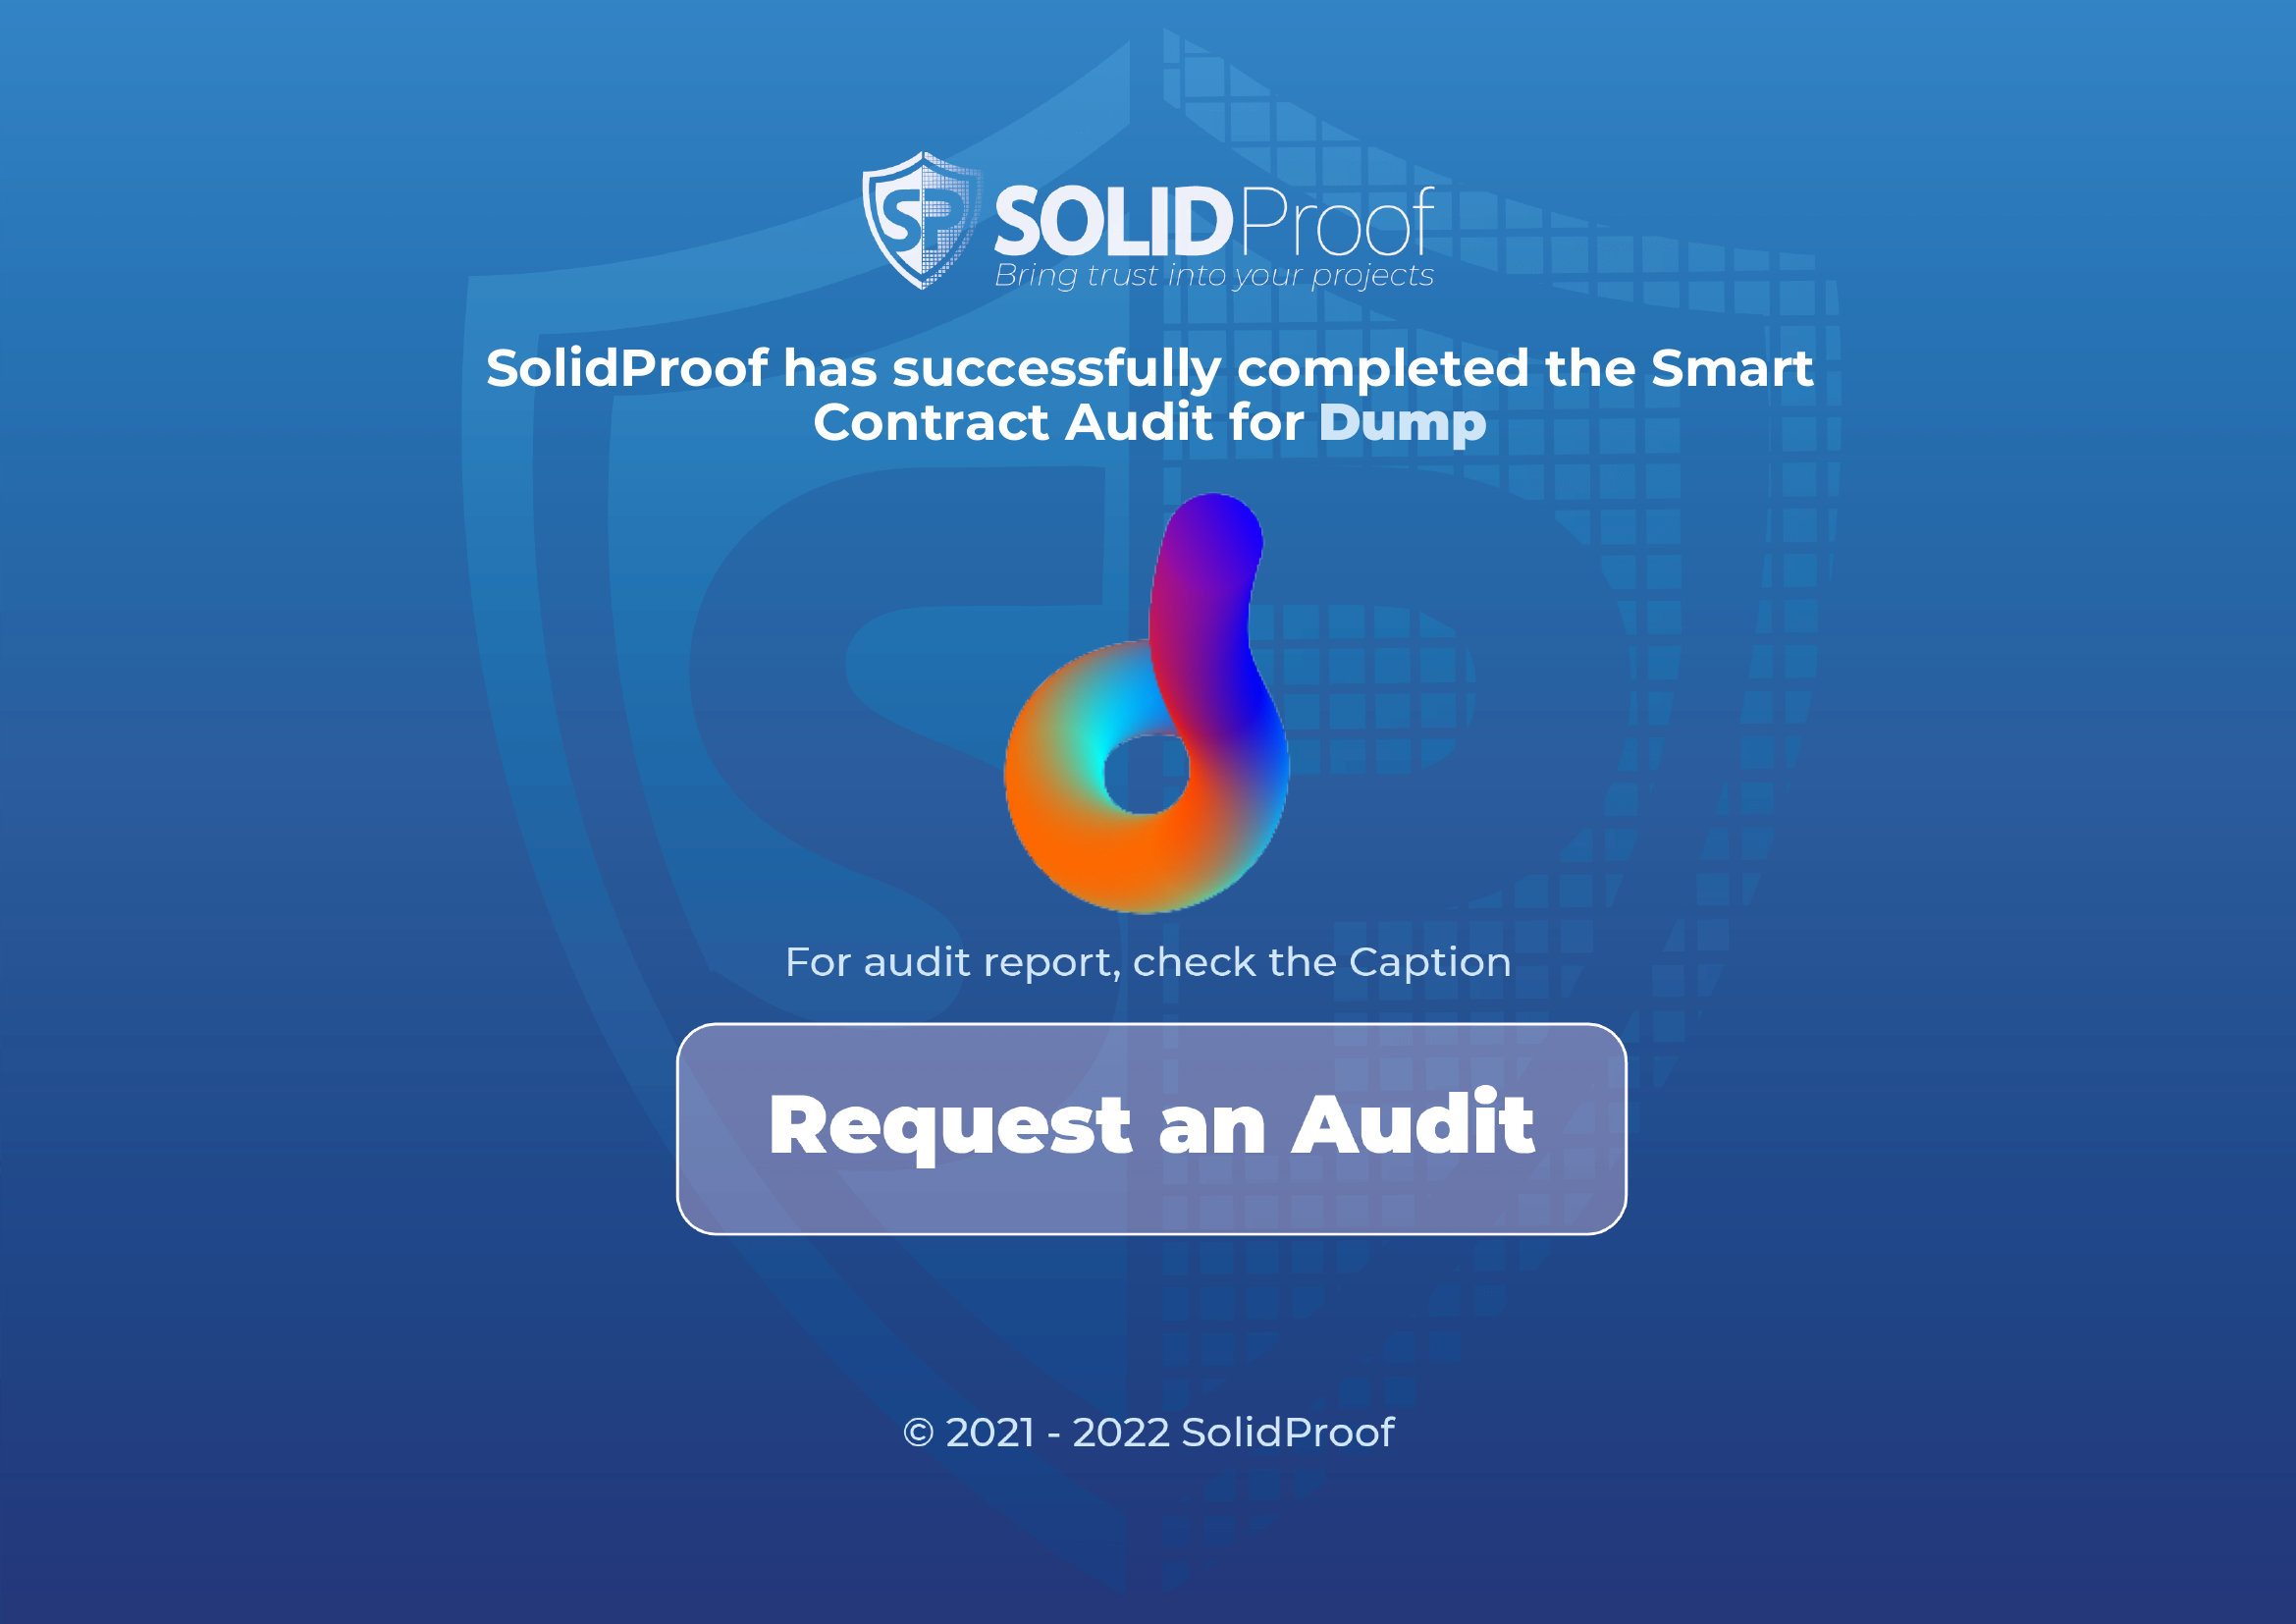 SP SOLIDProof
Bring trust into your projects
SolidProof has successfully completed the Smart
Contract Audit for Dump
For audit report, check the Caption
Request an Audit
© 2021 - 2022 SolidProof